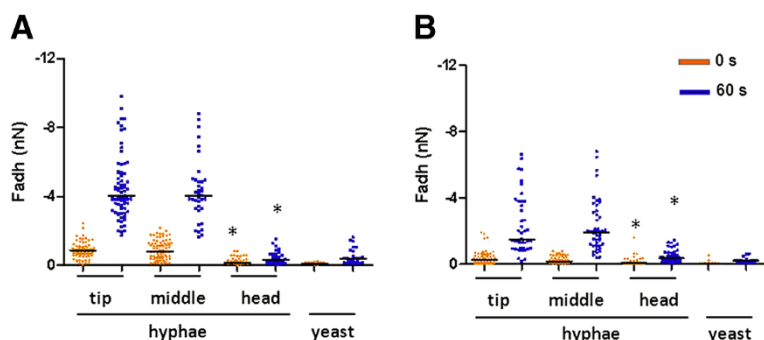 A
Fadh (nN)
-12
-8
-4
0
*
*
tip
middle
head
hyphae
yeast
B
Fadh (nN)
-12
-8
-4
0
0 s
60 s
*
*
tip
middle
head
hyphae
yeast